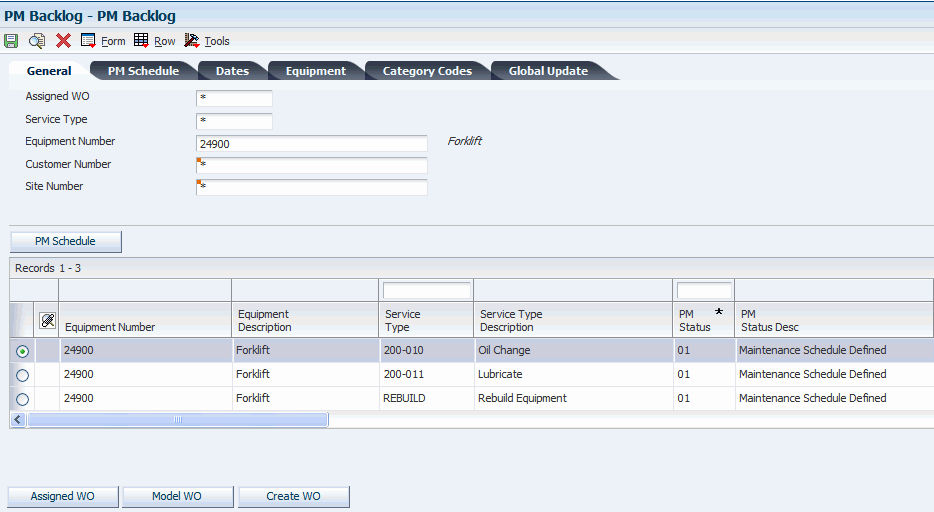 PM Backlog - PM Backlog
Form Row Tools
General PM Schedule Dates Equipment Category Codes Global Update
Assigned WO *
Service Type *
Equipment Number 24900 Forklift
Customer Number *
Site Number *
PM Schedule
Records 1 - 3
Equipment Service Service Type PM * PM
Equipment Number Description Type Description Status Status Desc
24900 Forklift 200-010 Oil Change 01 Maintenance Schedule Defined
24900 Forklift 200-011 Lubricate 01 Maintenance Schedule Defined
24900 Forklift REBUILD Rebuild Equipment 01 Maintenance Schedule Defined
Assigned WO Model WO Create WO